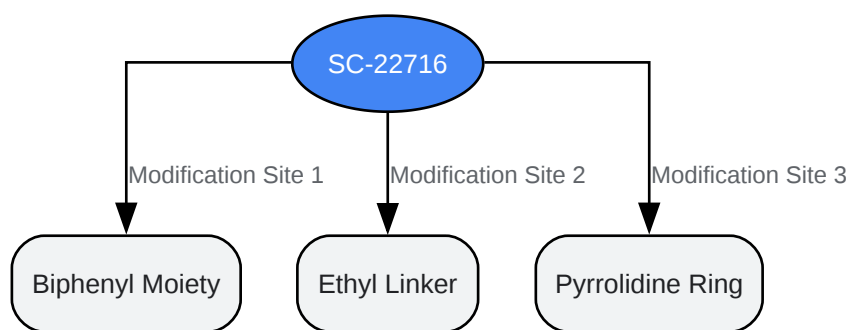 SC-22716
Modification Site 1
Modification Site 2
Modification Site 3
Biphenyl Moiety
Ethyl Linker
Pyrrolidine Ring